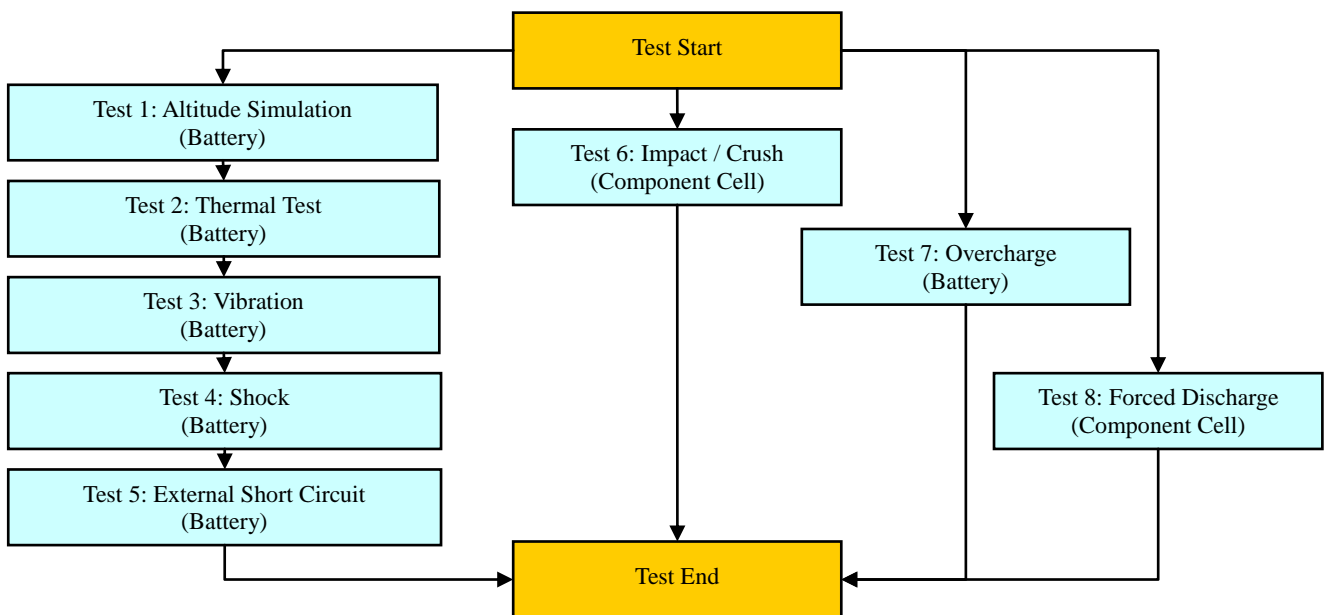 Test Start
Test 1: Altitude Simulation
(Battery)
Test 2: Thermal Test
(Battery)
Test 3: Vibration
(Battery)
Test 4: Shock
(Battery)
Test 5: External Short Circuit
(Battery)
Test 6: Impact / Crush
(Component Cell)
Test 7: Overcharge
(Battery)
Test 8: Forced Discharge
(Component Cell)
Test End